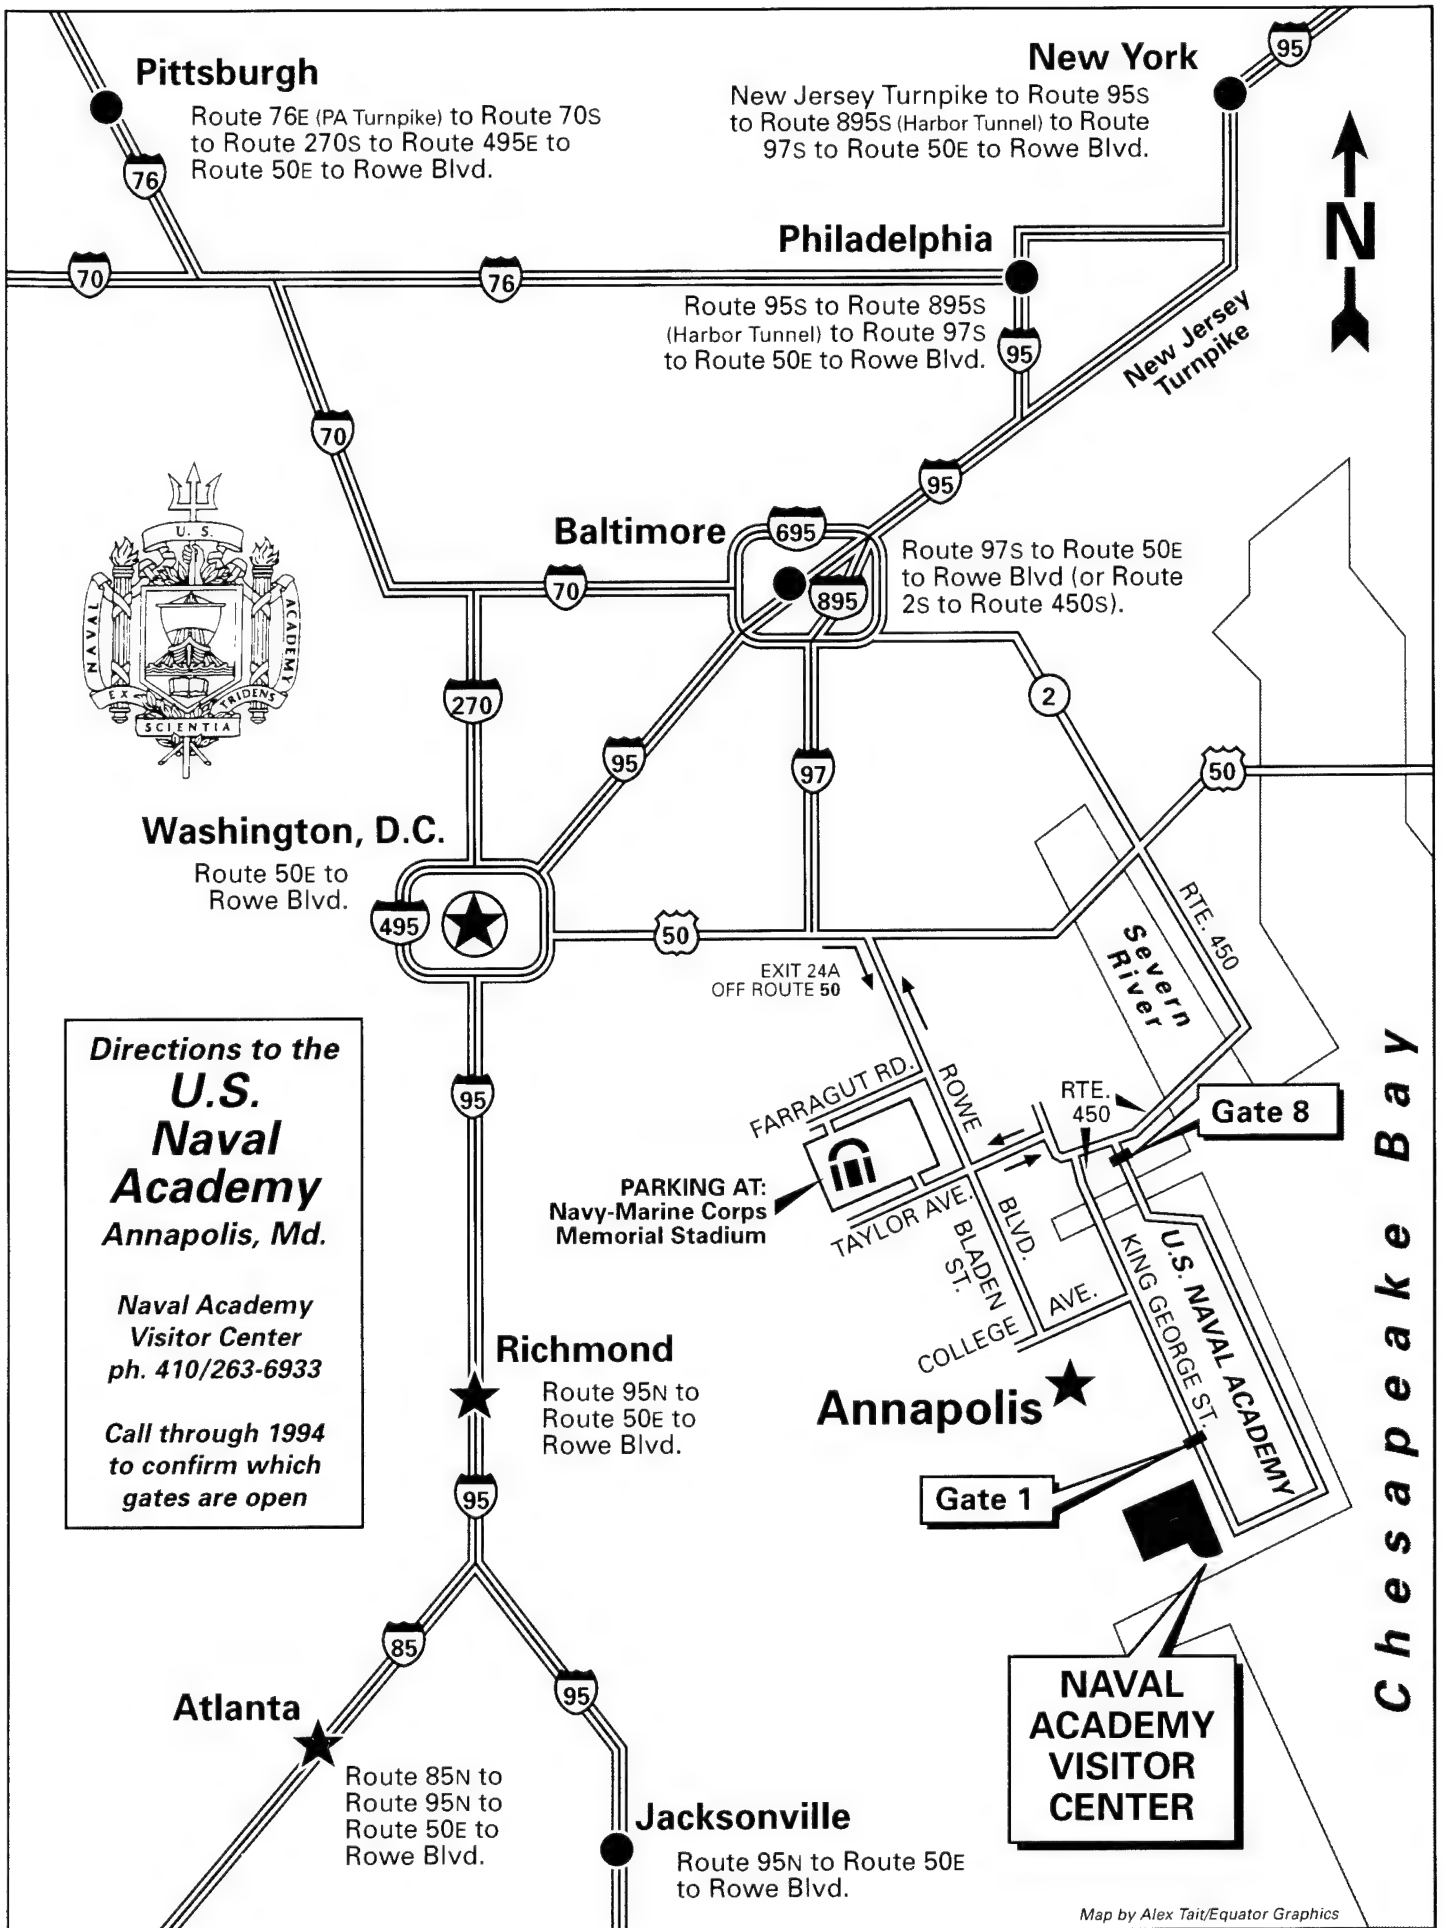 95
Pittsburgh
New York
Route 76E (PA Turnpike) to Route 70S
to Route 270S to Route 495E to
Route 50E to Rowe Blvd.
New Jersey Turnpike to Route 95S
to Route 895S (Harbor Tunnel) to Route
97S to Route 50E to Rowe Blvd.
76
N
Philadelphia
70
76
Route 95S to Route 895S
(Harbor Tunnel) to Route 97S
to Route 50E to Rowe Blvd.
95
New Jersey
Turnpike
70
95
Baltimore
695
Route 97S to Route 50E
to Rowe Blvd (or Route
2S to Route 450S).
70
895
U. S.
NAVAL
ACADEMY
EX
TRIDENS
SCIENTIA
270
2
95
97
50
Washington, D.C.
Route 50E to
Rowe Blvd.
495
50
RTE. 450
Severn
River
EXIT 24A
OFF ROUTE 50
Directions to the
U.S.
Naval
Academy
Annapolis, Md.
Naval Academy
Visitor Center
ph. 410/263-6933
Call through 1994
to confirm which
gates are open
95
FARRAGUT RD.
ROWE
BLVD.
RTE.
450
Gate 8
Chesapeake Bay
PARKING AT:
Navy-Marine Corps
Memorial Stadium
TAYLOR AVE.
BLADEN
ST.
COLLEGE AVE.
KING GEORGE ST.
U.S. NAVAL ACADEMY
Richmond
Route 95N to
Route 50E to
Rowe Blvd.
Annapolis
Gate 1
95
85
95
NAVAL
ACADEMY
VISITOR
CENTER
Atlanta
Route 85N to
Route 95N to
Route 50E to
Rowe Blvd.
Jacksonville
Route 95N to Route 50E
to Rowe Blvd.
Map by Alex Tait/Equator Graphics